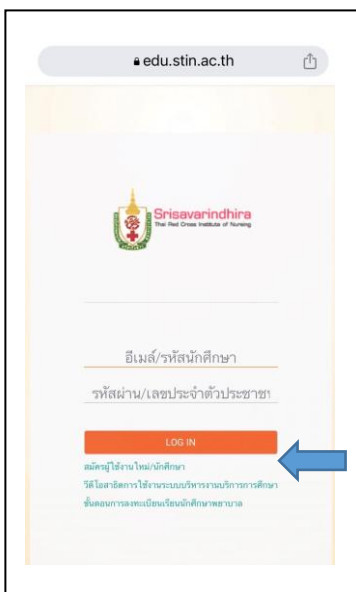 edu.stin.ac.th
Srisavarindhira
Thai Red Cross Institute of Nursing
อีเมล์/รหัสนักศึกษา
รหัสผ่าน/เลขประจำตัวประชาช
LOG IN
สมัครผู้ใช้งานใหม่/นักศึกษา
วิดีโอสาธิตการใช้งานระบบบริหารงานบริการการศึกษา
ขั้นตอนการลงทะเบียนเรียนนักศึกษาพยาบาล